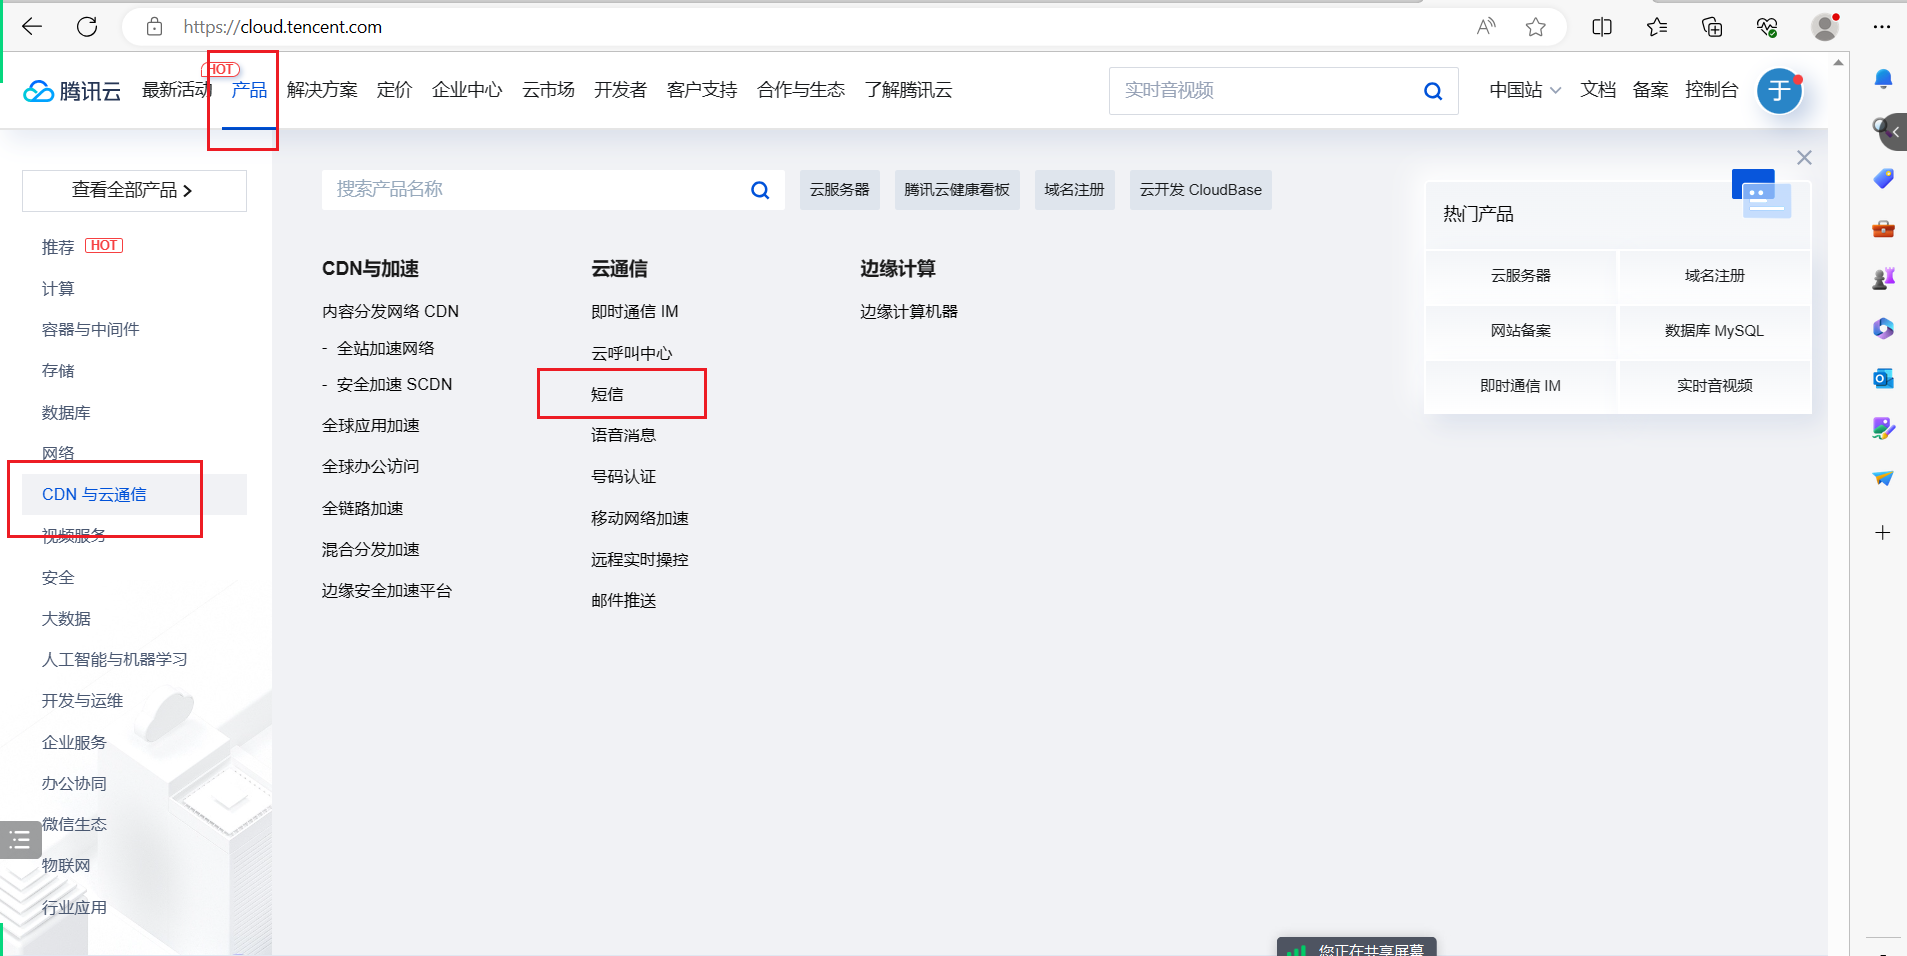 https://cloud.tencent.com
腾讯云
最新活动
HOT
产品
解决方案
定价
企业中心
云市场
开发者
客户支持
合作与生态
了解腾讯云
实时音视频
中国站
文档
备案
控制台
于
查看全部产品
推荐 HOT
计算
容器与中间件
存储
数据库
网络
CDN 与云通信
视频服务
安全
大数据
人工智能与机器学习
开发与运维
企业服务
办公协同
微信生态
物联网
行业应用
搜索产品名称
云服务器
腾讯云健康看板
域名注册
云开发 CloudBase
CDN与加速
内容分发网络 CDN
- 全站加速网络
- 安全加速 SCDN
全球应用加速
全球办公访问
全链路加速
混合分发加速
边缘安全加速平台
云通信
即时通信 IM
云呼叫中心
短信
语音消息
号码认证
移动网络加速
远程实时操控
邮件推送
边缘计算
边缘计算机器
热门产品
云服务器
域名注册
网站备案
数据库 MySQL
即时通信 IM
实时音视频
您正在共享屏幕